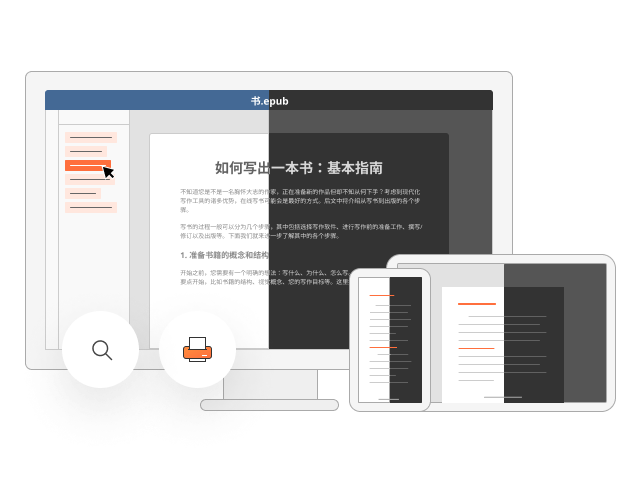 书.epub
如何写出一本书：基本指南
不知道您是不是一名胸怀大志的作家，正在准备新的作品但却不知从何下手？考虑到现代化
写作工具的诸多优势，在线写书可能会是最好的方式。后文中将介绍从写书到出版的各个步
骤。
写书的过程一般可以分为几个步骤，其中包括选择写作软件、进行写作前的准备工作、撰写/
修订以及出版等。下面我们就来进一步了解其中的各个步骤。
1. 准备书籍的概念和结构
开始之前，您需要有一个明确的想法：写什么、为什么、怎么写。
要点开始，比如书籍的结构、视觉概念、您的写作目标等。这里